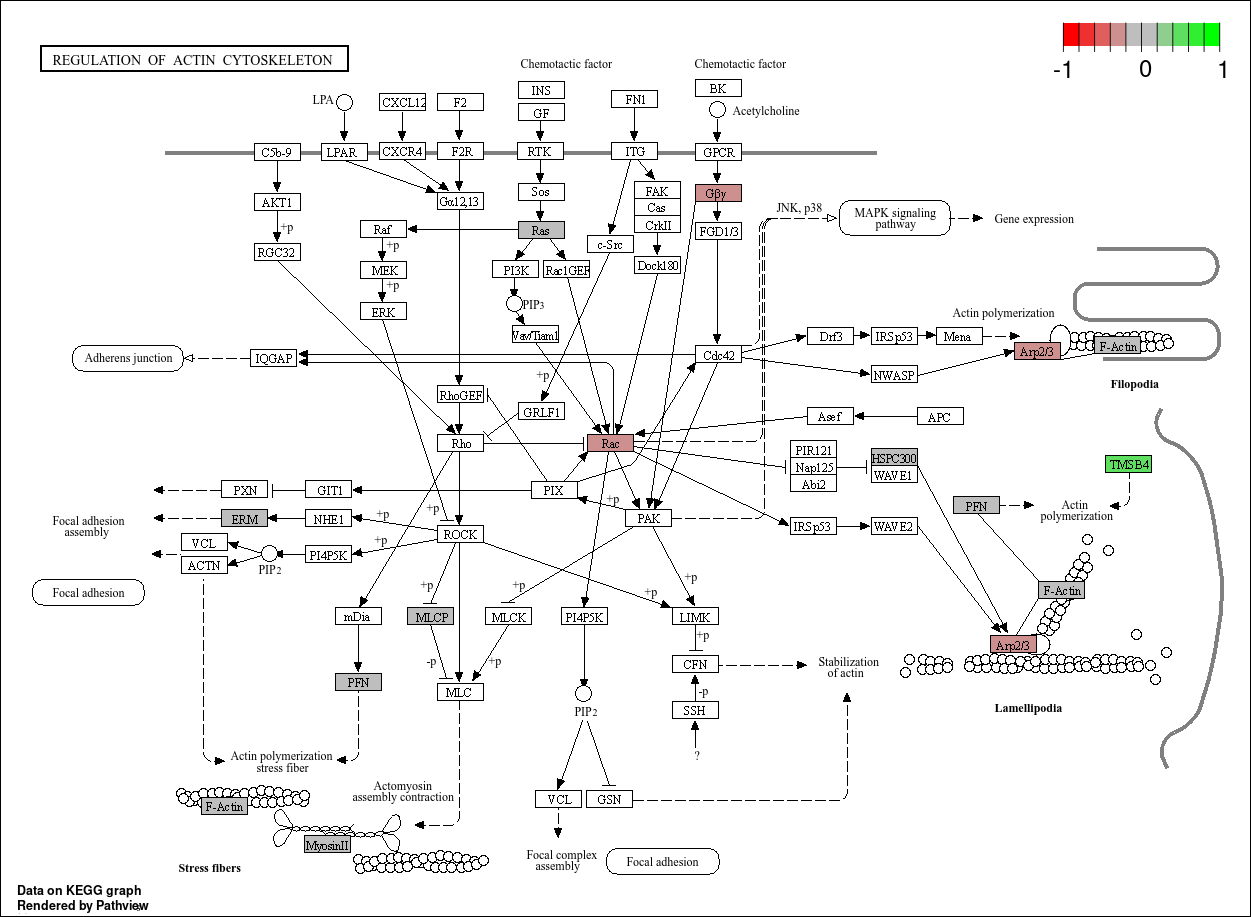 REGULATION OF ACTIN CYTOSKELETON
-1 0 1
Chemotactic factor
Chemotactic factor
LPA
CXCL12
F2
INS
GF
FN1
BK
Acetylcholine
C5b-9
LPAR
CXCR4
F2R
RTK
ITG
GPCR
AKT1
+p
RGC32
Gα12,13
Raf
+p
MEK
+p
ERK
Sos
Ras
PI3K
Rac1GEF
PIP3
Vav/Tiam1
c-Src
FAK
Cas
CrkII
Dock180
Gβγ
FGD1/3
JNK, p38
MAPK signaling
pathway
Gene expression
Adherens junction
IQGAP
Cdc42
Drf3
IRSp53
Mena
Actin polymerization
Arp2/3
F-Actin
NWASP
Filopodia
+p
RhoGEF
GRLF1
Rho
Rac
Asef
APC
PIR121
Nap125
Abi2
HSPC300
WAVE1
TMSB4
PXN
GIT1
PIX
+p
PAK
IRSp53
WAVE2
PFN
Actin
polymerization
Focal adhesion
assembly
ERM
NHE1
+p
+p
ROCK
VCL
ACTN
PIP2
PI4P5K
+p
Focal adhesion
+p
+p
+p
+p
mDia
MLCP
MLCK
PI4P5K
LIMK
F-Actin
+p
-p
+p
CFN
Arp2/3
Stabilization
of actin
PFN
MLC
-p
SSH
PIP2
?
Lamellipodia
Actin polymerization
stress fiber
Actomyosin
assembly contraction
F-Actin
MyosinII
VCL
GSN
Stress fibers
Focal complex
assembly
Focal adhesion
Data on KEGG graph
Rendered by Pathview